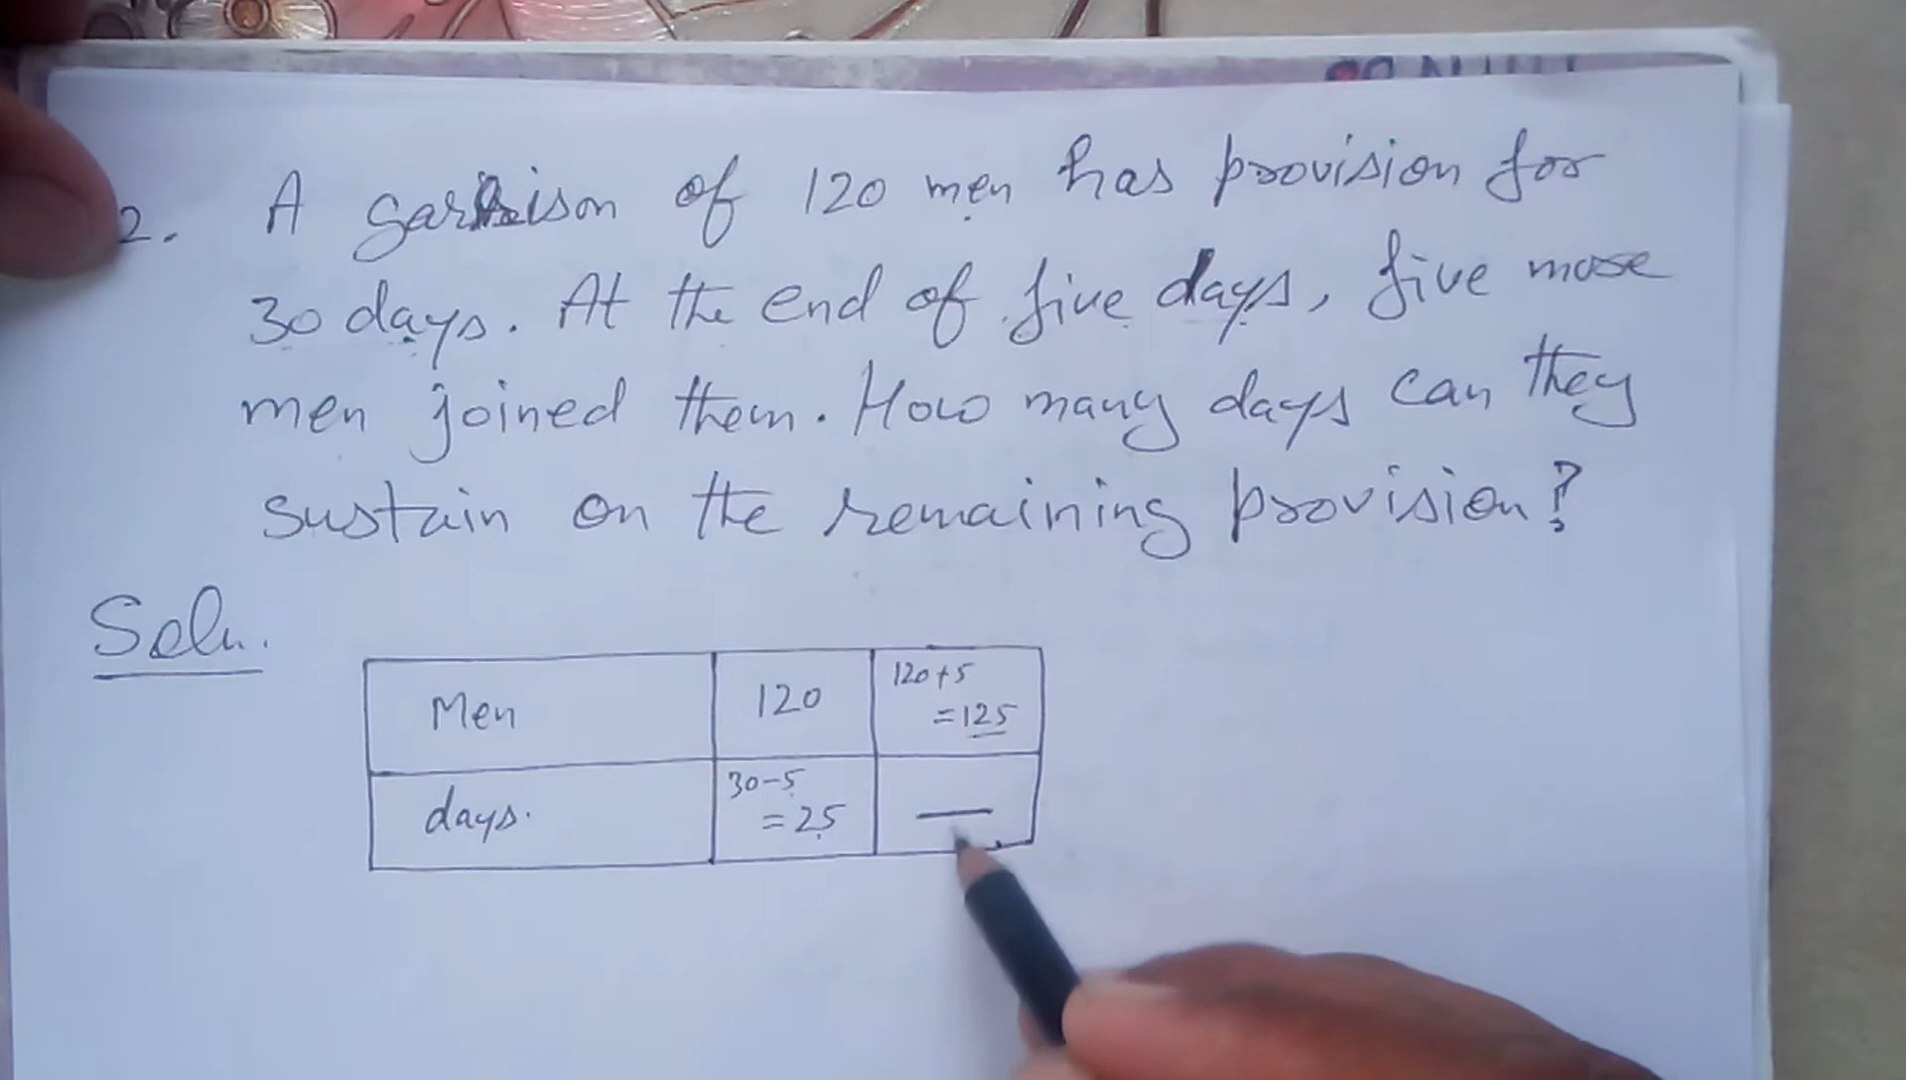 2. A garrison of 120 men has provision for
30 days. At the end of five days, five more
men joined them. How many days can they
sustain on the remaining provision?
Soln.
Men 120 120+5
=125
days. 30-5
=25 —